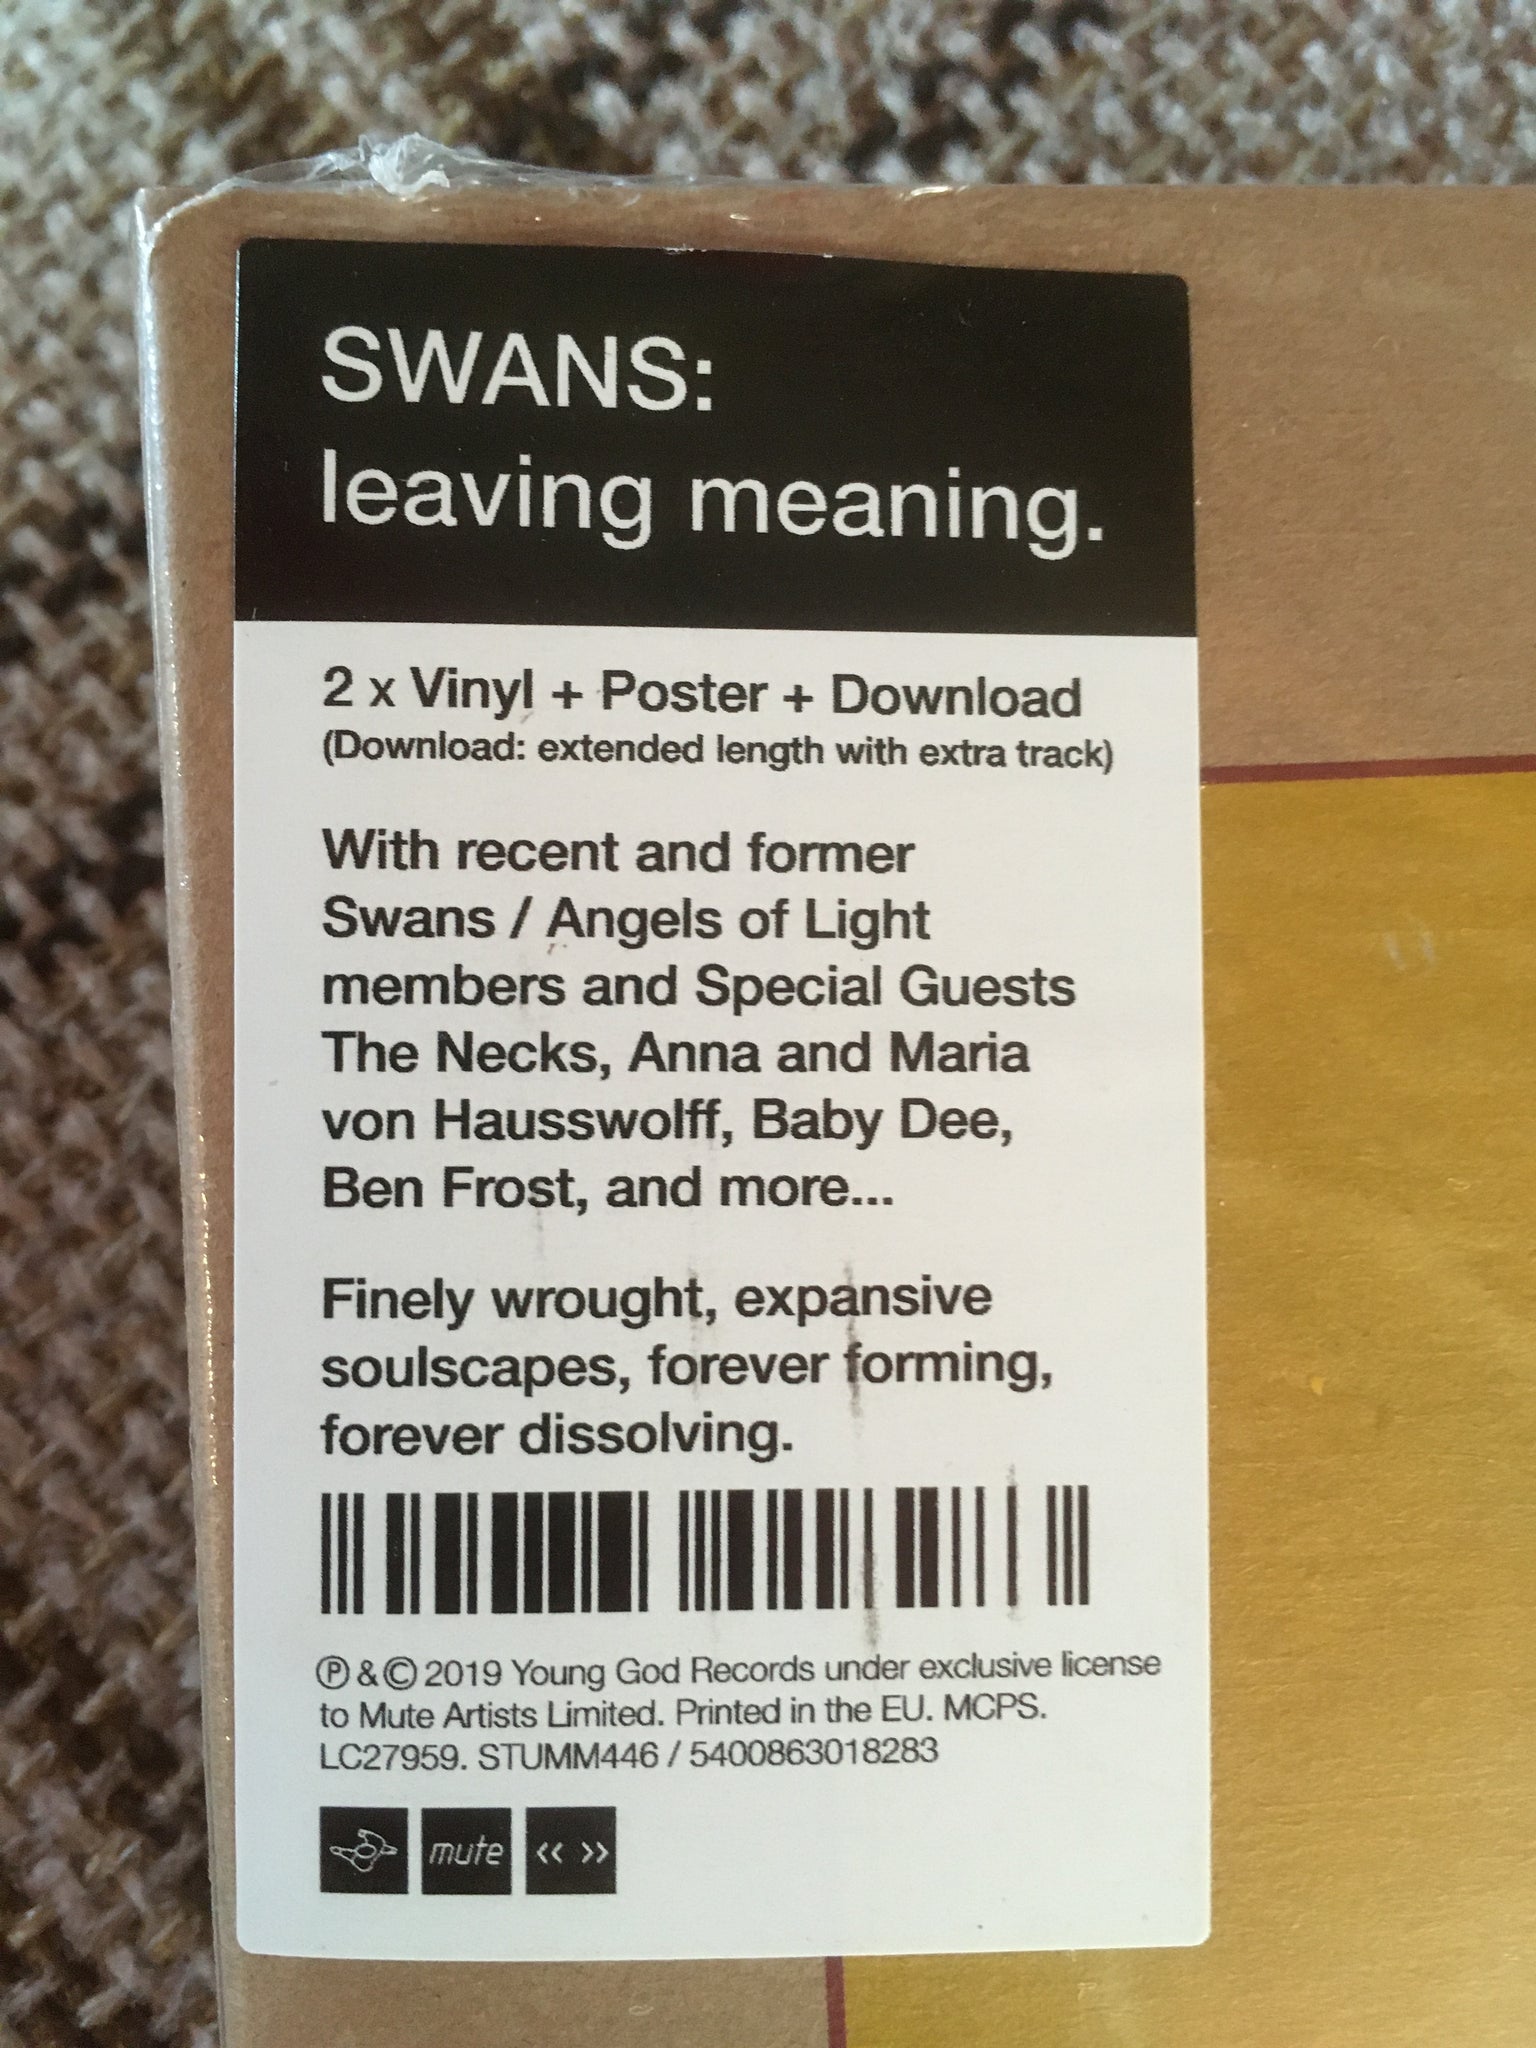 SWANS:
leaving meaning.
2 x Vinyl + Poster + Download
(Download: extended length with extra track)
With recent and former
Swans / Angels of Light
members and Special Guests
The Necks, Anna and Maria
von Hausswolff, Baby Dee,
Ben Frost, and more...
Finely wrought, expansive
soulscapes, forever forming,
forever dissolving.
℗ & © 2019 Young God Records under exclusive license
to Mute Artists Limited. Printed in the EU. MCPS.
LC27959. STUMM446 / 5400863018283
mute << >>